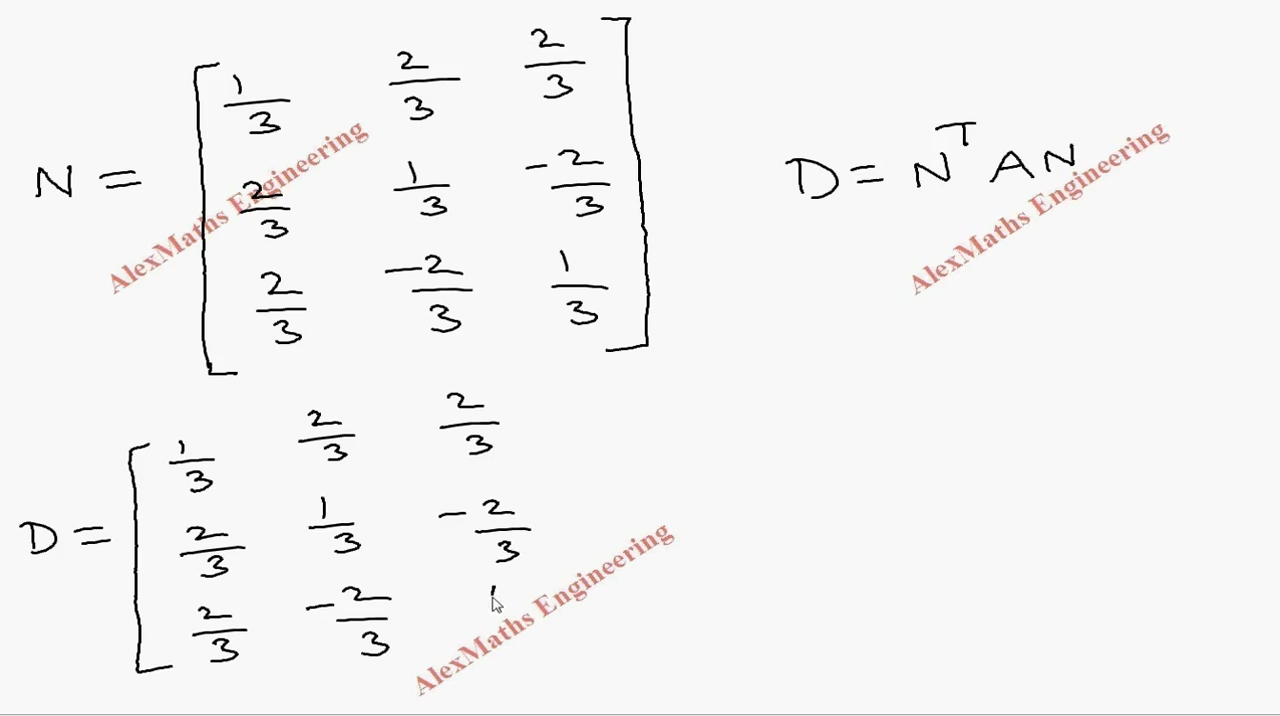 N = [ 1/3 2/3 2/3
2/3 1/3 -2/3
2/3 -2/3 1/3 ]
D = N^T A N
AlexMaths Engineering
AlexMaths Engineering
D = [ 1/3 2/3 2/3
2/3 1/3 -2/3
2/3 -2/3
AlexMaths Engineering